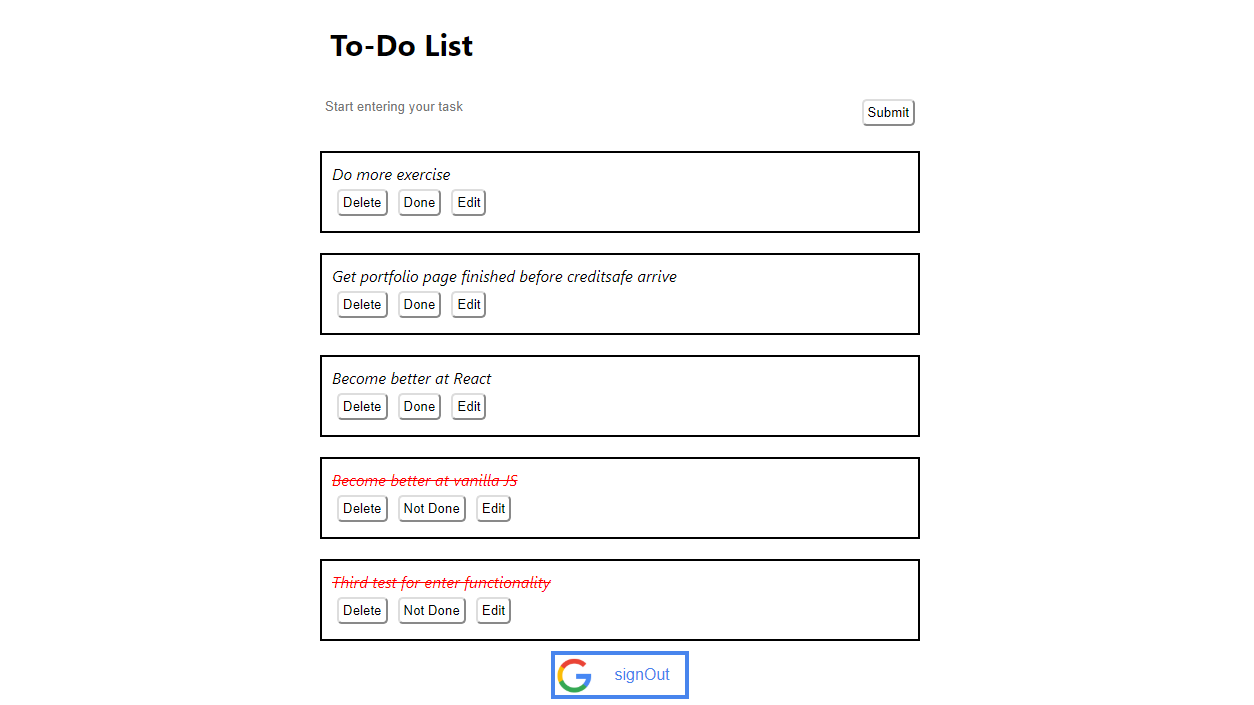 To-Do List
Start entering your task
Submit
Do more exercise
Delete Done Edit
Get portfolio page finished before creditsafe arrive
Delete Done Edit
Become better at React
Delete Done Edit
Become better at vanilla JS
Delete Not Done Edit
Third test for enter functionality
Delete Not Done Edit
signOut